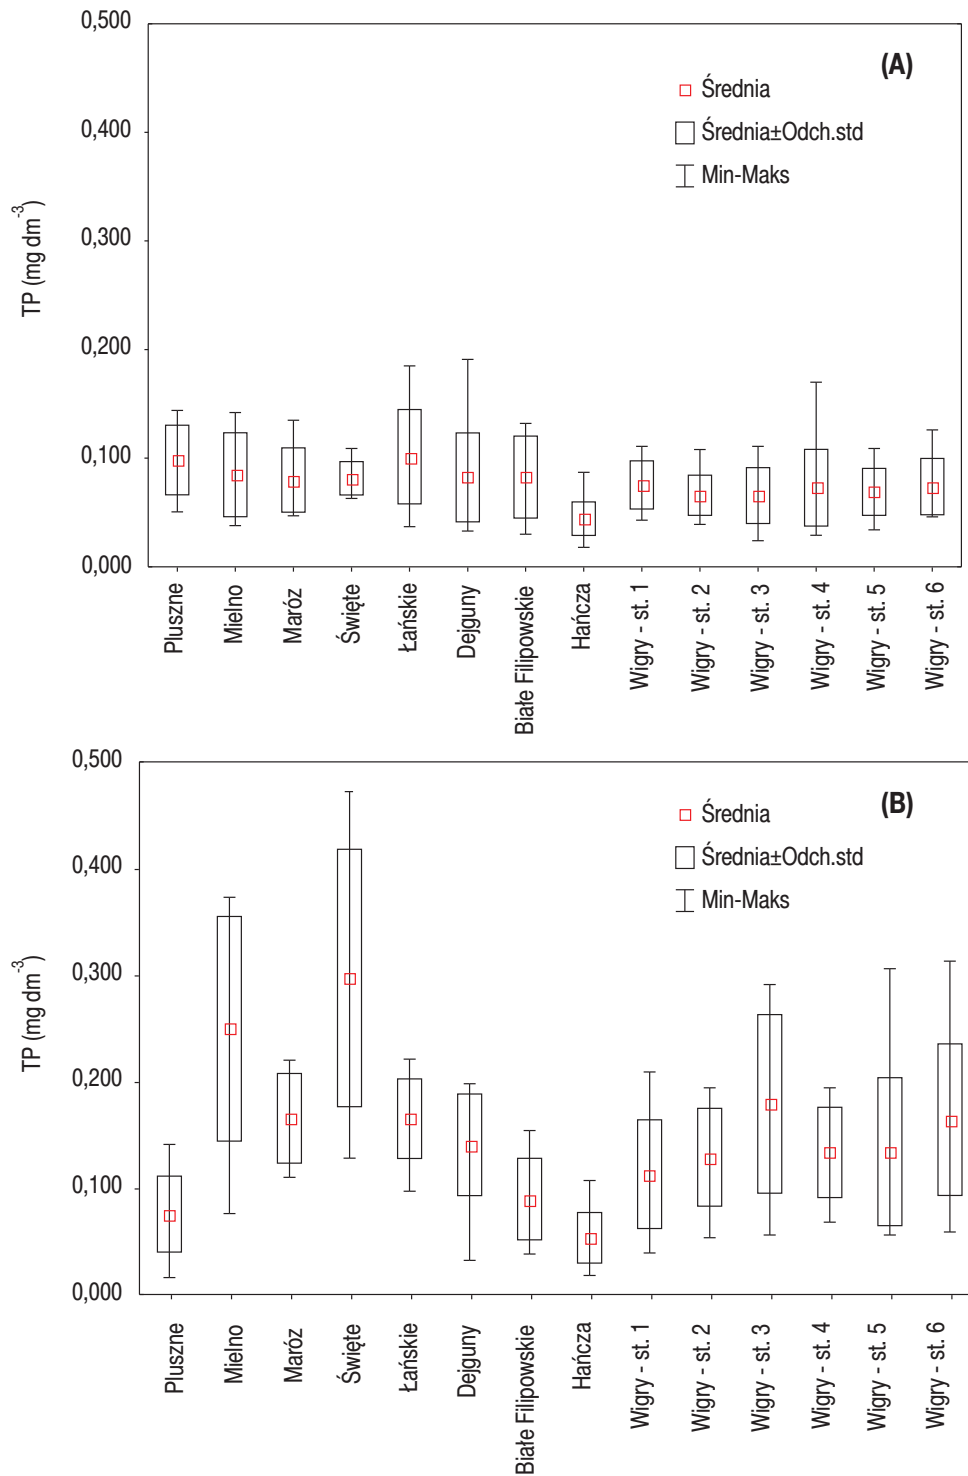 0,500
(A)
Średnia
0,400
Średnia±Odch.std
Min-Maks
0,300
TP (mg dm-3)
0,200
0,100
0,000
Pluszne
Mielno
Maróz
Święte
Łańskie
Dejguny
Białe Filipowskie
Hańcza
Wigry - st. 1
Wigry - st. 2
Wigry - st. 3
Wigry - st. 4
Wigry - st. 5
Wigry - st. 6
0,500
(B)
Średnia
0,400
Średnia±Odch.std
Min-Maks
0,300
TP (mg dm-3)
0,200
0,100
0,000
Pluszne
Mielno
Maróz
Święte
Łańskie
Dejguny
Białe Filipowskie
Hańcza
Wigry - st. 1
Wigry - st. 2
Wigry - st. 3
Wigry - st. 4
Wigry - st. 5
Wigry - st. 6